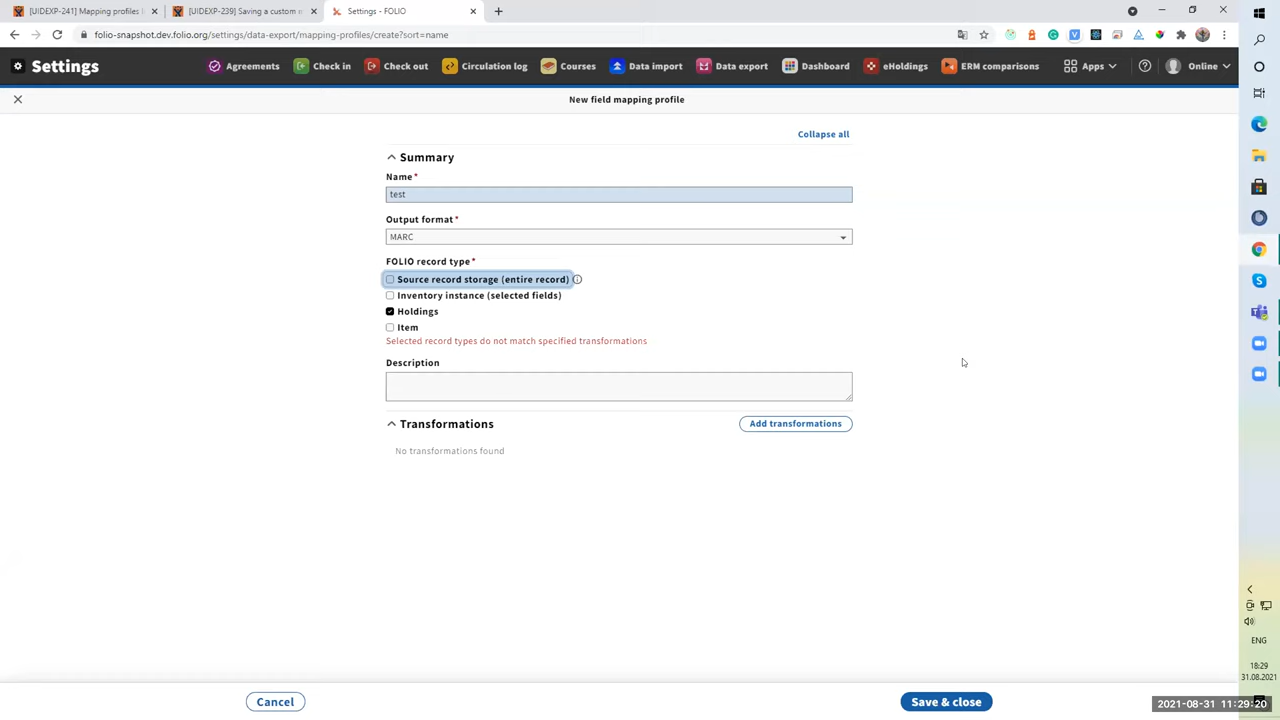 [UIDEXP-241] Mapping profiles l
[UIDEXP-239] Saving a custom m
Settings - FOLIO
folio-snapshot.dev.folio.org/settings/data-export/mapping-profiles/create?sort=name
Settings
Agreements
Check in
Check out
Circulation log
Courses
Data import
Data export
Dashboard
eHoldings
ERM comparisons
Apps
Online
New field mapping profile
Collapse all
Summary
Name*
test
Output format*
MARC
FOLIO record type*
Source record storage (entire record)
Inventory instance (selected fields)
Holdings
Item
Selected record types do not match specified transformations
Description
Transformations
Add transformations
No transformations found
Cancel
Save & close
ENG
18:29
31.08.2021
2021-08-31 11:29:20